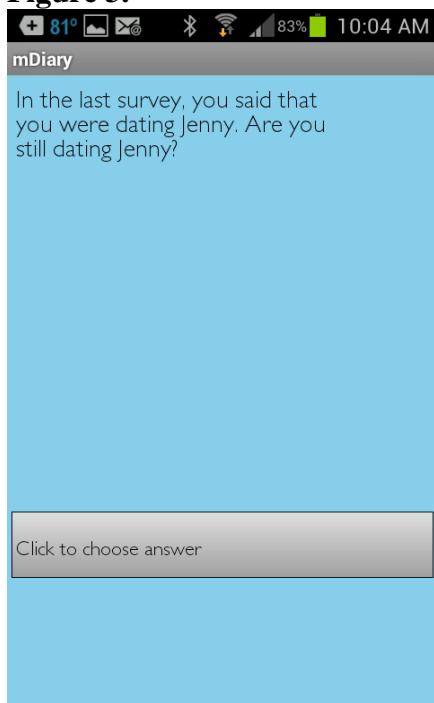 Figure 3.
81° 83% 10:04 AM
mDiary
In the last survey, you said that
you were dating Jenny. Are you
still dating Jenny?
Click to choose answer